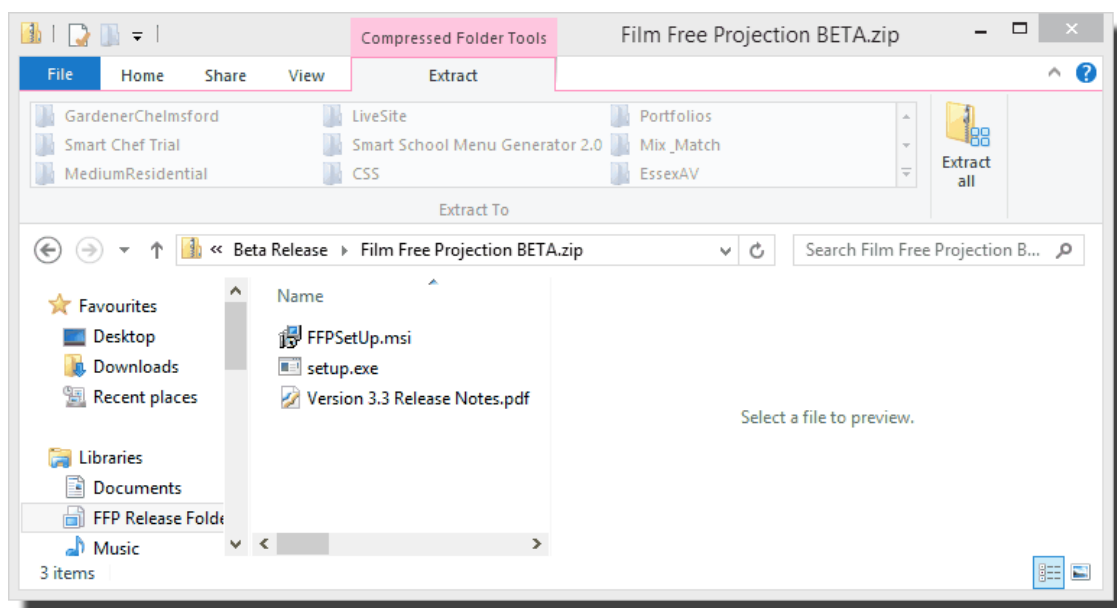 Compressed Folder Tools
Film Free Projection BETA.zip
File Home Share View Extract
GardenerChelmsford LiveSite Portfolios
Smart Chef Trial Smart School Menu Generator 2.0 Mix _Match
MediumResidential CSS EssexAV
Extract
all
Extract To
« Beta Release Film Free Projection BETA.zip
Search Film Free Projection B...
Favourites
Desktop
Downloads
Recent places
Libraries
Documents
FFP Release Folde
Music
Name
FFPSetUp.msi
setup.exe
Version 3.3 Release Notes.pdf
Select a file to preview.
3 items